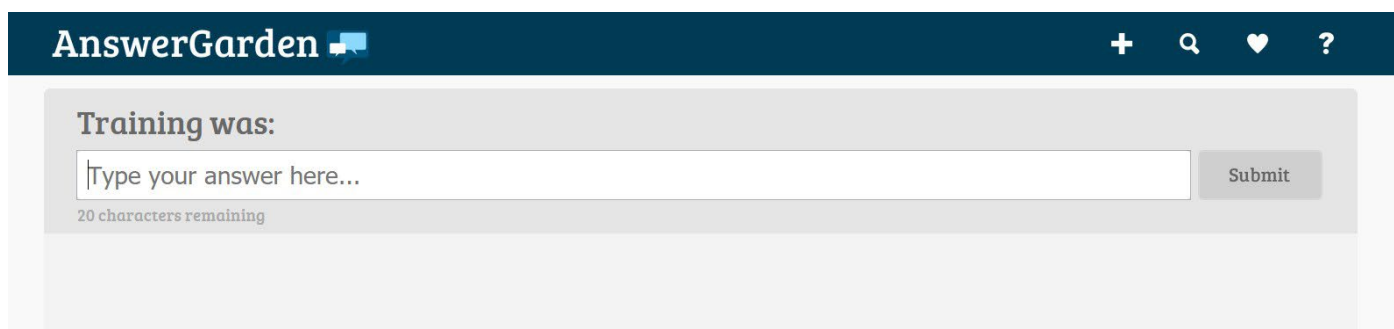 AnswerGarden
Training was:
Type your answer here...
Submit
20 characters remaining